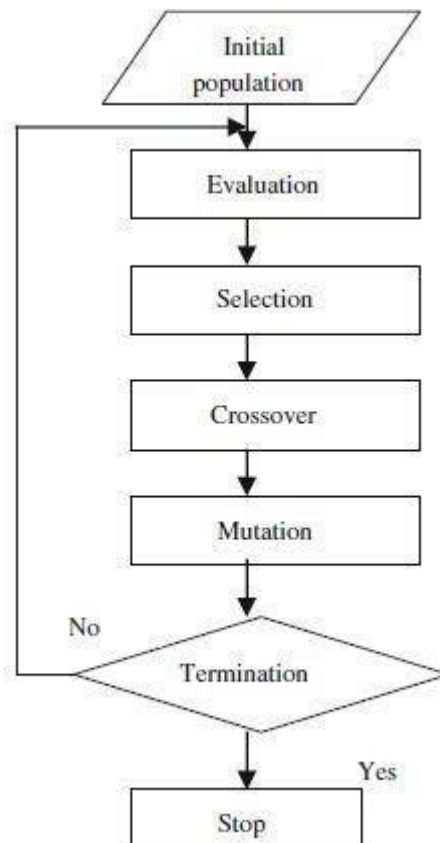 Initial
population
Evaluation
Selection
Crossover
Mutation
No
Termination
Yes
Stop